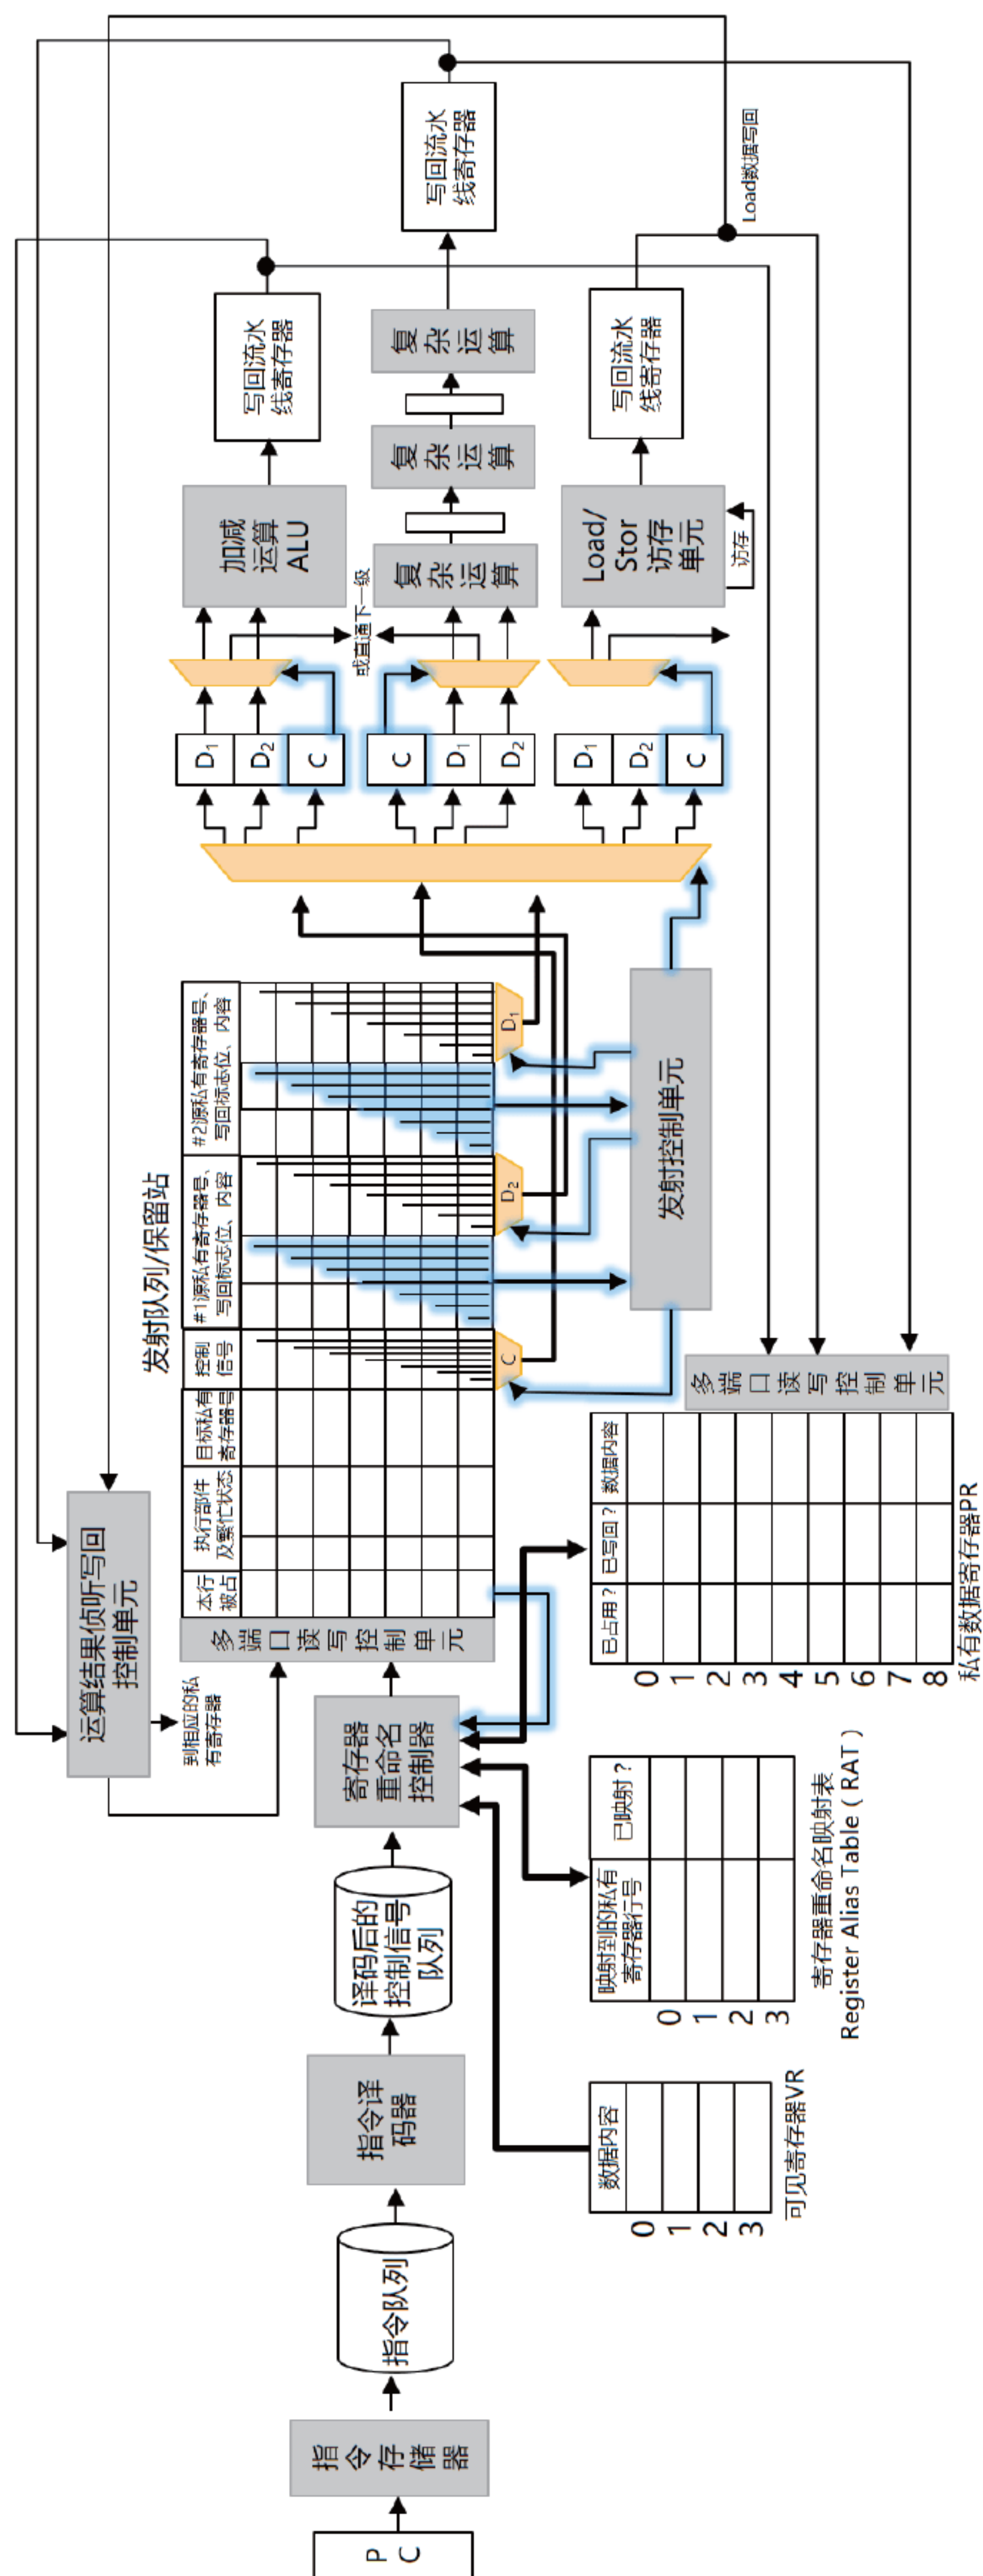 P
C
指令存储器
指令队列
指令译
码器
译码后的
控制信号
队列
寄存器
重命名
控制器
运算结果侦听写回
控制单元
到相应的私
有寄存器
发射队列/保留站
多端口读写控制单元
本行
被占
执行部件
及繁忙状态
目标私有
寄存器号
控制
信号
#1源私有寄存器号、
写回标志位、内容
#2源私有寄存器号、
写回标志位、内容
C
D2
D1
发射控制单元
数据内容
0
1
2
3
可见寄存器VR
映射到的私有
寄存器行号
已映射？
0
1
2
3
寄存器重命名映射表
Register Alias Table（RAT）
已占用？
已写回？
数据内容
0
1
2
3
4
5
6
7
8
私有数据寄存器PR
多端口读写控制单元
D1
D2
C
C
D1
D2
D1
D2
C
或直通下一级
加减
运算
ALU
复杂运算
复杂运算
复杂运算
Load/
Stor
访存
单元
访存
写回流水
线寄存器
写回流水
线寄存器
写回流水
线寄存器
Load数据写回